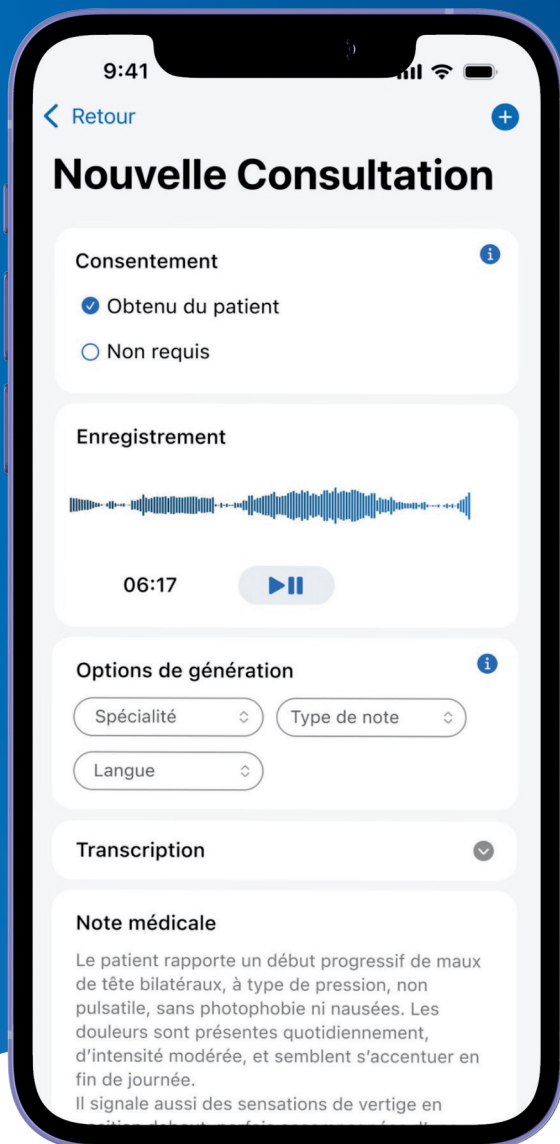 9:41
Retour
Nouvelle Consultation
Consentement
Obtenu du patient
Non requis
Enregistrement
06:17
Options de génération
Spécialité
Type de note
Langue
Transcription
Note médicale
Le patient rapporte un début progressif de maux
de tête bilatéraux, à type de pression, non
pulsatile, sans photophobie ni nausées. Les
douleurs sont présentes quotidiennement,
d'intensité modérée, et semblent s'accentuer en
fin de journée.
Il signale aussi des sensations de vertige en